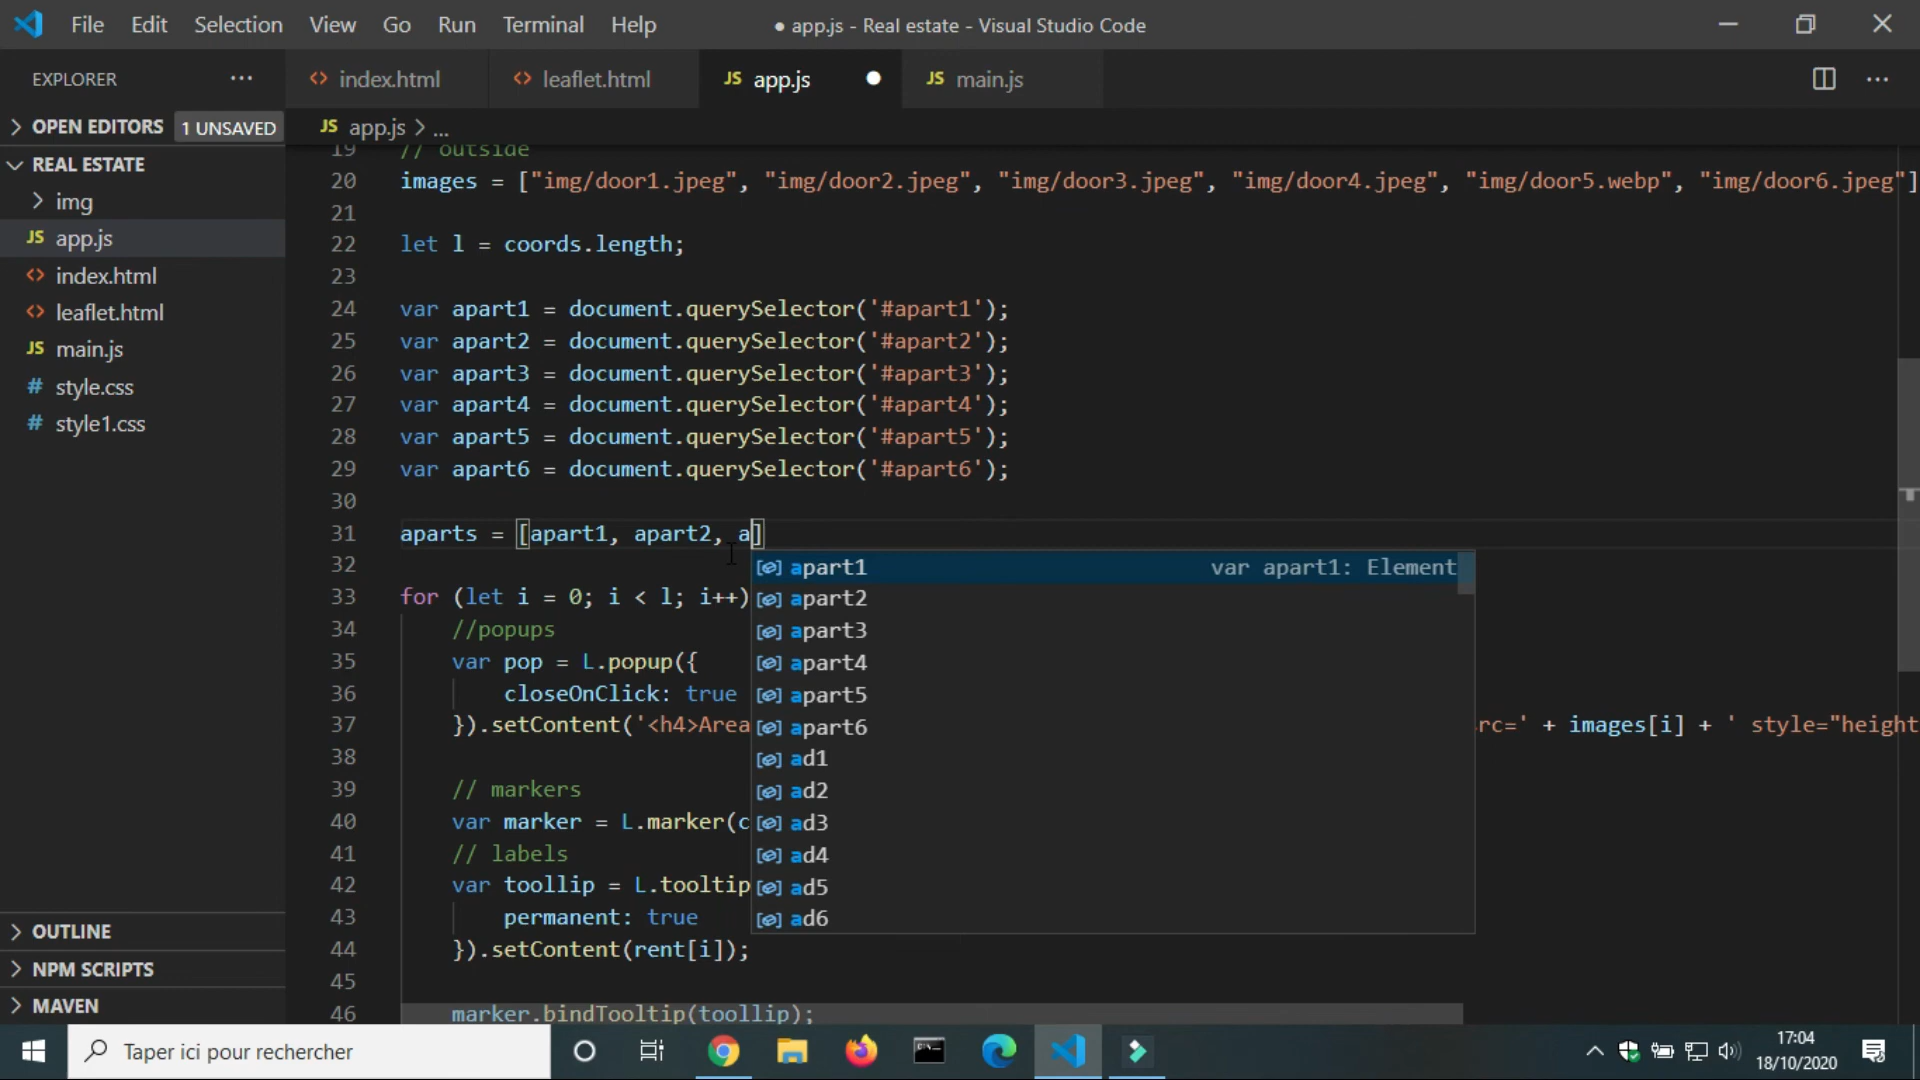 File Edit Selection View Go Run Terminal Help ● app.js - Real estate - Visual Studio Code
EXPLORER ··· <> index.html <> leaflet.html JS app.js ● JS main.js ···
OPEN EDITORS 1 UNSAVED
JS app.js > ...
REAL ESTATE
img
JS app.js
<> index.html
<> leaflet.html
JS main.js
# style.css
# style1.css
OUTLINE
NPM SCRIPTS
MAVEN
19 // outside
20 images = ["img/door1.jpeg", "img/door2.jpeg", "img/door3.jpeg", "img/door4.jpeg", "img/door5.webp", "img/door6.jpeg"]
21
22 let l = coords.length;
23
24 var apart1 = document.querySelector('#apart1');
25 var apart2 = document.querySelector('#apart2');
26 var apart3 = document.querySelector('#apart3');
27 var apart4 = document.querySelector('#apart4');
28 var apart5 = document.querySelector('#apart5');
29 var apart6 = document.querySelector('#apart6');
30
31 aparts = [apart1, apart2, a]
32
33 for (let i = 0; i < l; i++)
34 //popups
35 var pop = L.popup({
36 closeOnClick: true
37 }).setContent('<h4>Area rc=' + images[i] + ' style="height
38
39 // markers
40 var marker = L.marker(c
41 // labels
42 var toollip = L.tooltip
43 permanent: true
44 }).setContent(rent[i]);
45
46 marker.bindTooltip(toollip);
apart1 var apart1: Element
apart2
apart3
apart4
apart5
apart6
ad1
ad2
ad3
ad4
ad5
ad6
Taper ici pour rechercher
17:04
18/10/2020